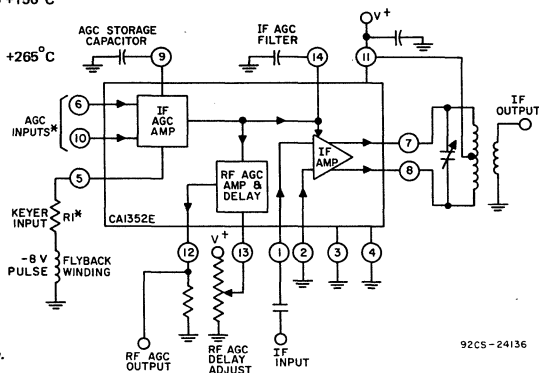 +265°C
AGC STORAGE
CAPACITOR
9
IF AGC
FILTER
14
V+
11
6
10
AGC
INPUTS*
IF
AGC
AMP
IF
AMP
7
8
IF
OUTPUT
5
KEYER
INPUT
RI*
RF AGC
AMP &
DELAY
CA1352E
-8 V
PULSE
FLYBACK
WINDING
12
V+
13
1
2
3
4
RF AGC
OUTPUT
RF AGC
DELAY
ADJUST
IF
INPUT
92CS-24136